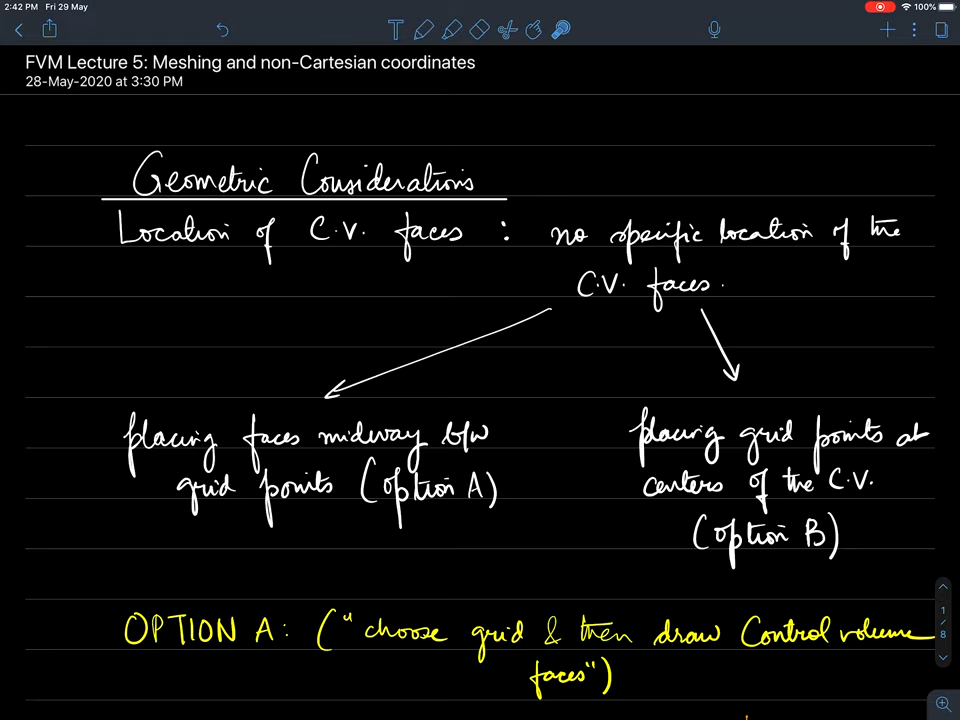 2:42 PM Fri 29 May 100%
FVM Lecture 5: Meshing and non-Cartesian coordinates
28-May-2020 at 3:30 PM
Geometric Considerations
Location of C.V. faces : no specific location of the
C.V. faces.
placing faces midway b/w
grid points (option A)
placing grid points at
centers of the C.V.
(option B)
OPTION A: ("choose grid & then draw Control volume
faces")
1
/
8